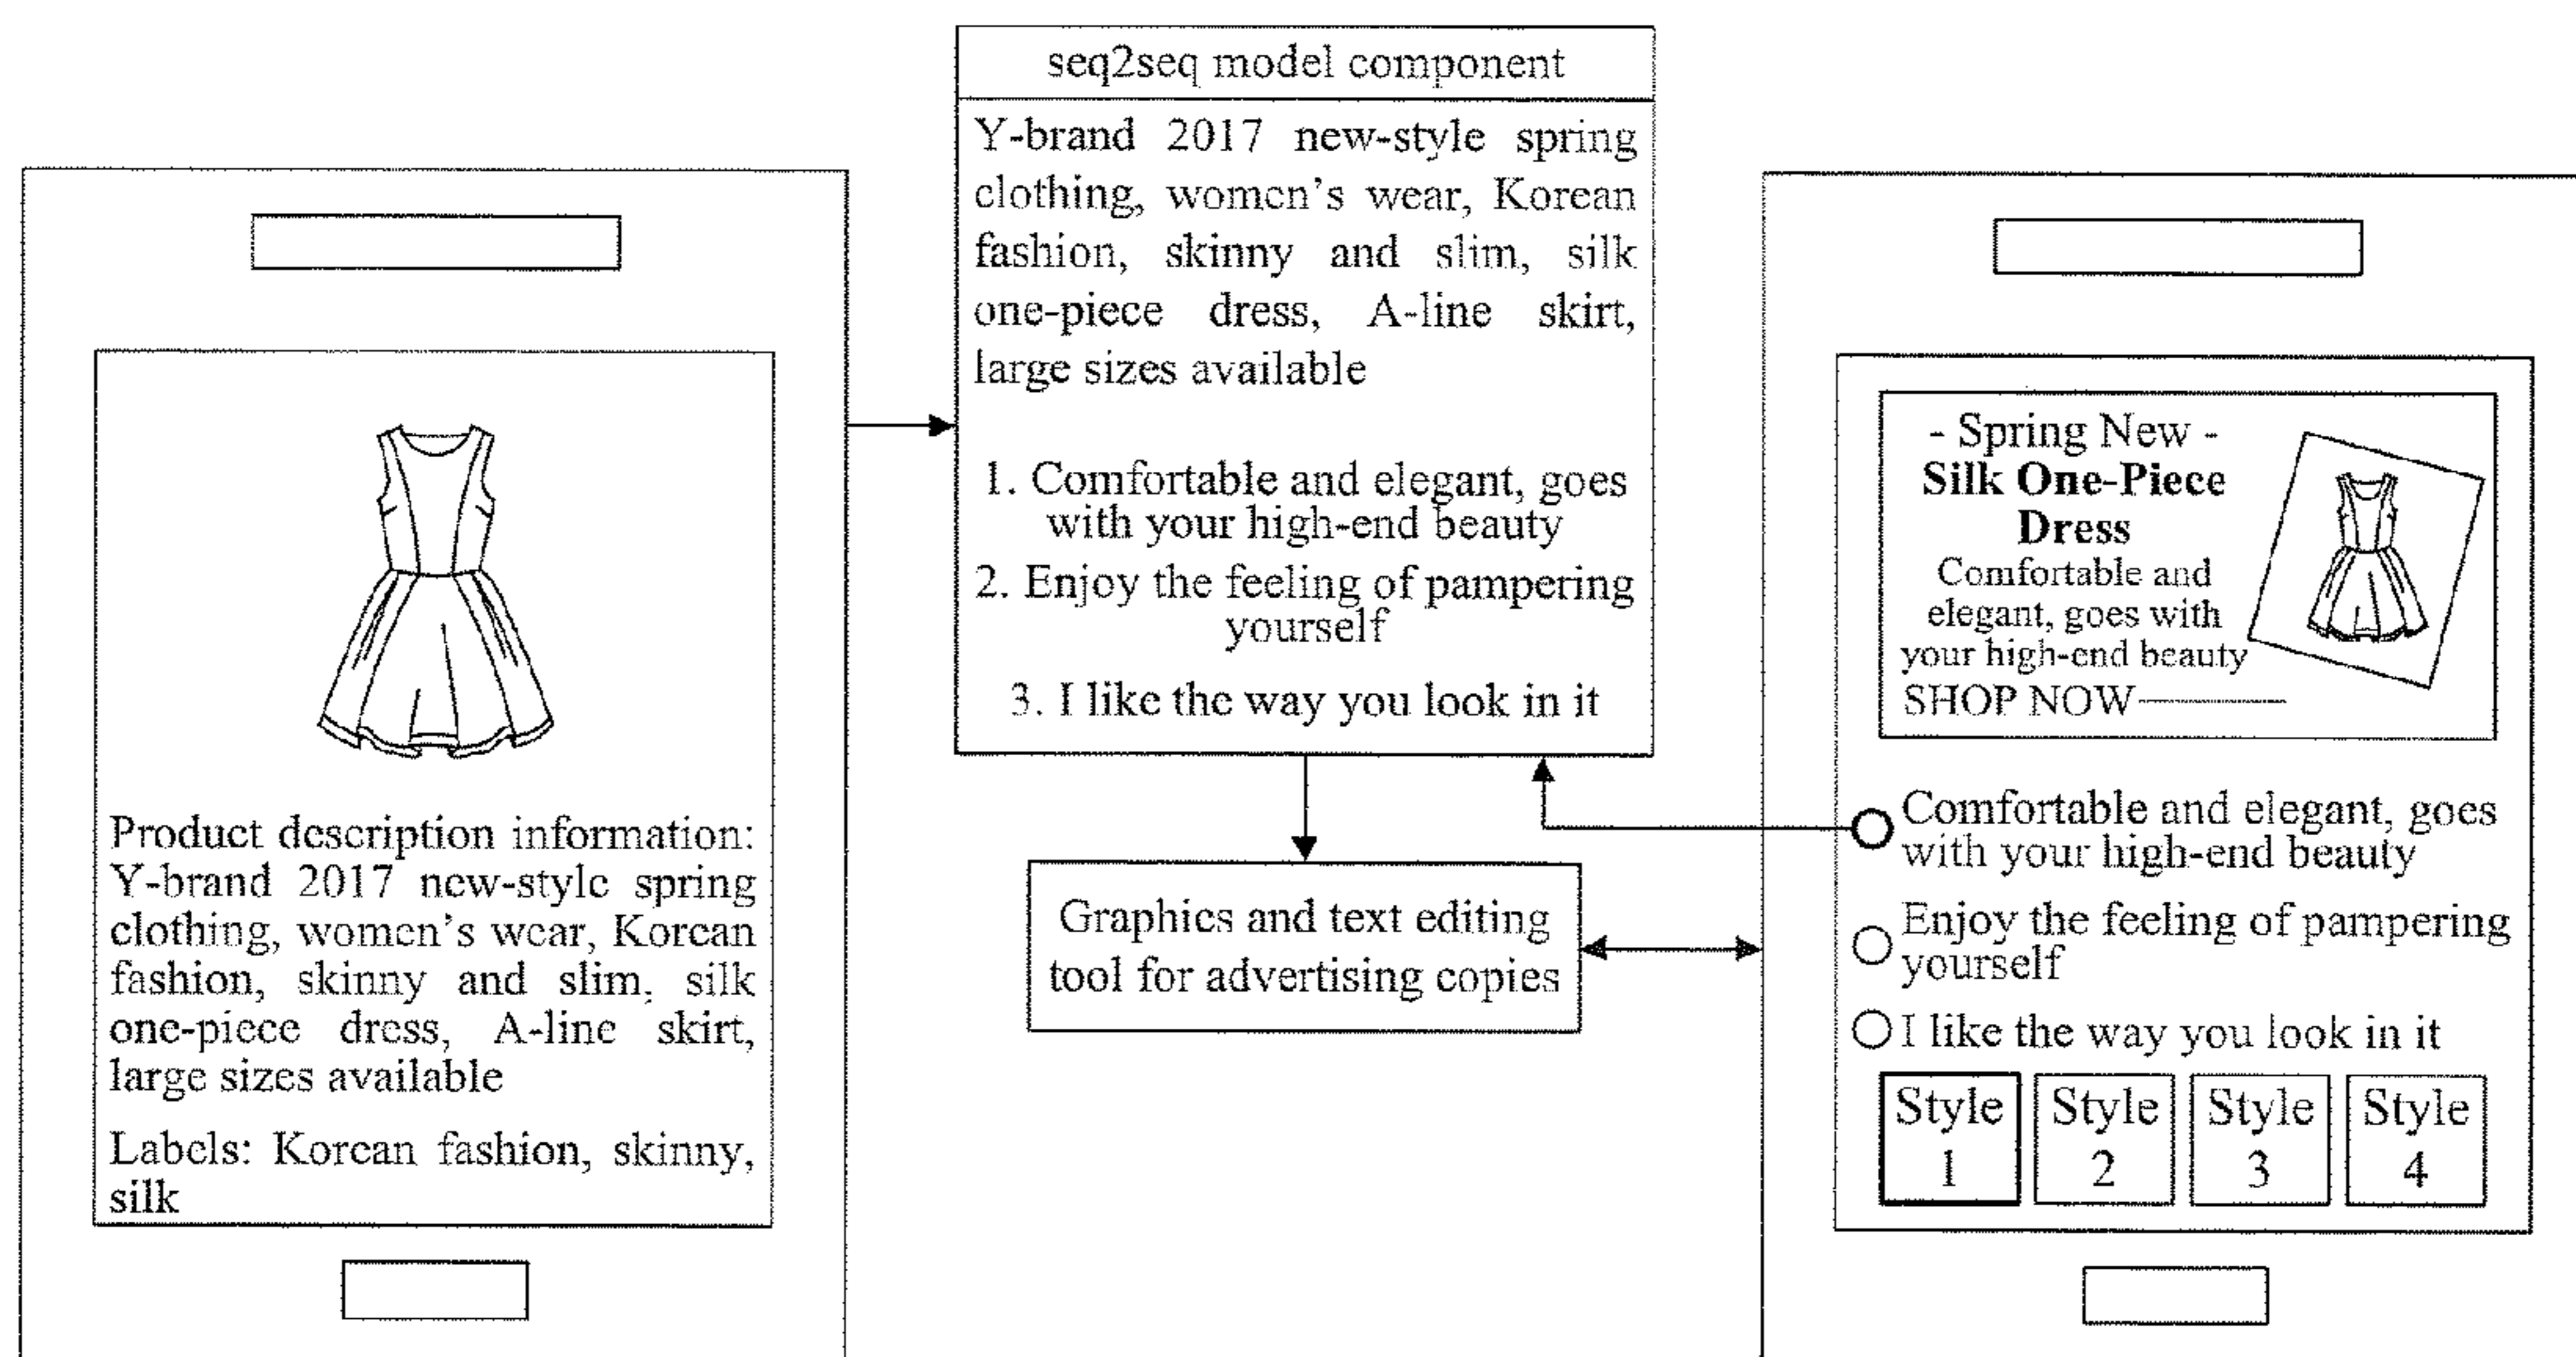 seq2seq model component
Y-brand 2017 new-style spring
clothing, women's wear, Korean
fashion, skinny and slim, silk
one-piece dress, A-line skirt,
large sizes available
1. Comfortable and elegant, goes
with your high-end beauty
2. Enjoy the feeling of pampering
yourself
3. I like the way you look in it
Product description information:
Y-brand 2017 new-style spring
clothing, women's wear, Korean
fashion, skinny and slim, silk
one-piece dress, A-line skirt,
large sizes available
Labels: Korean fashion, skinny,
silk
Graphics and text editing
tool for advertising copies
- Spring New -
Silk One-Piece
Dress
Comfortable and
elegant, goes with
your high-end beauty
SHOP NOW
Comfortable and elegant, goes
with your high-end beauty
Enjoy the feeling of pampering
yourself
I like the way you look in it
Style
1
Style
2
Style
3
Style
4